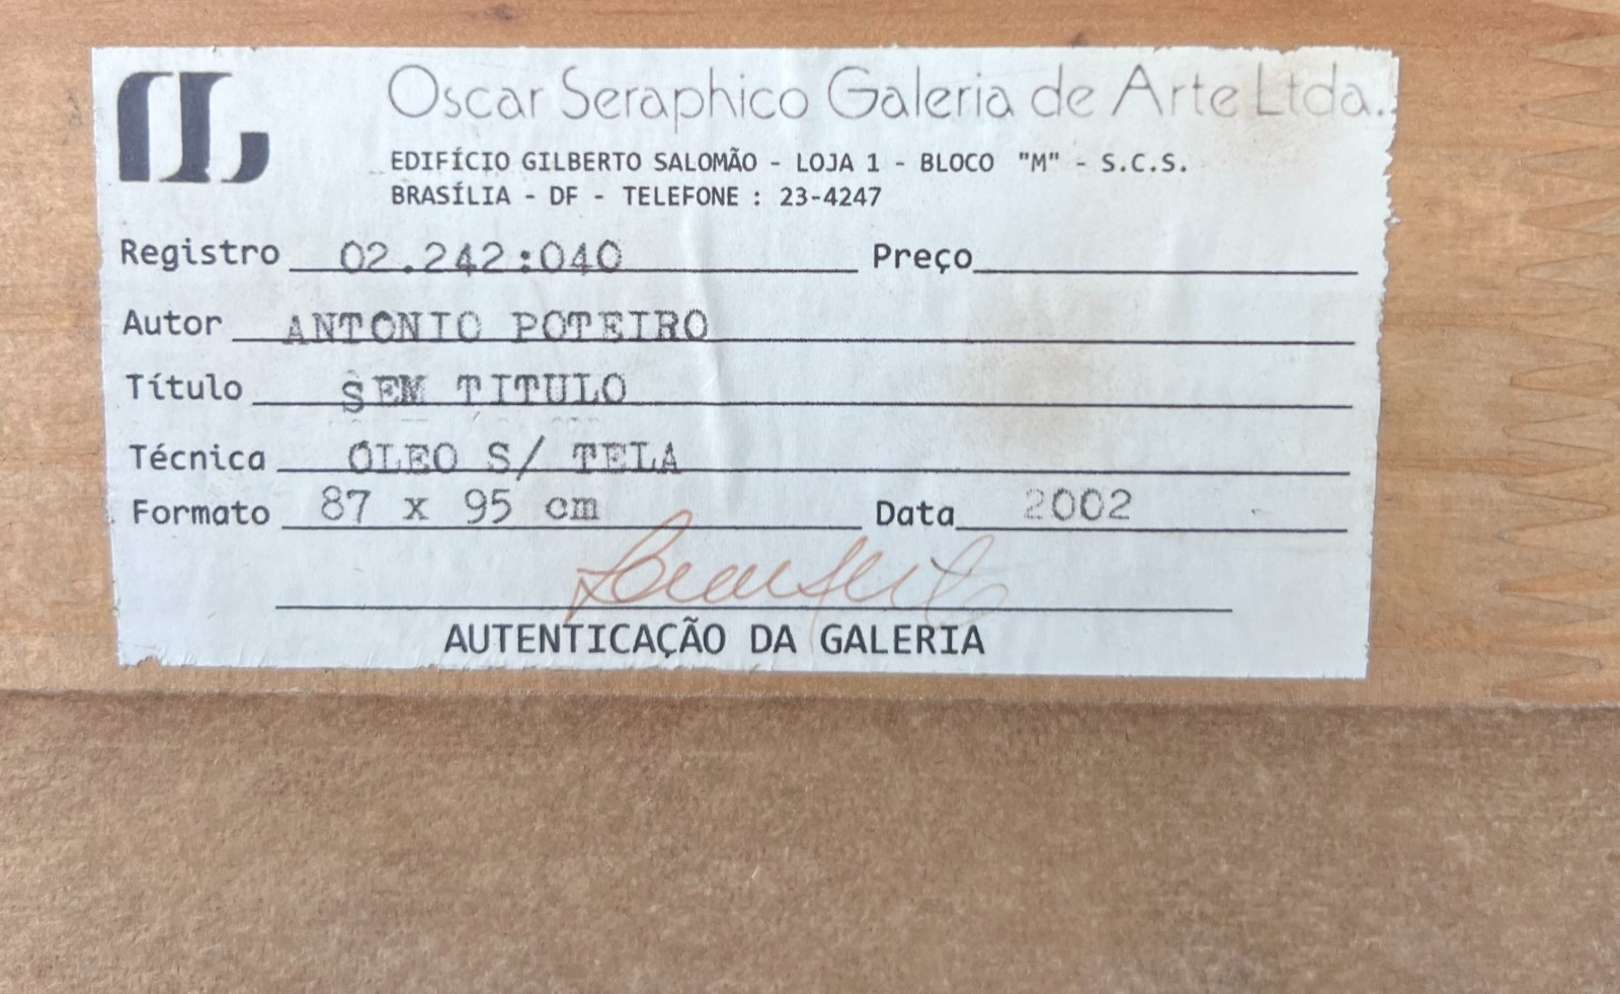 Oscar Seraphico Galeria de Arte Ltda.
EDIFÍCIO GILBERTO SALOMÃO - LOJA 1 - BLOCO "M" - S.C.S.
BRASÍLIA - DF - TELEFONE : 23-4247
Registro 02.242:040 Preço
Autor ANTONIO POTEIRO
Título SEM TITULO
Técnica ÓLEO S/ TELA
Formato 87 x 95 cm Data 2002
AUTENTICAÇÃO DA GALERIA